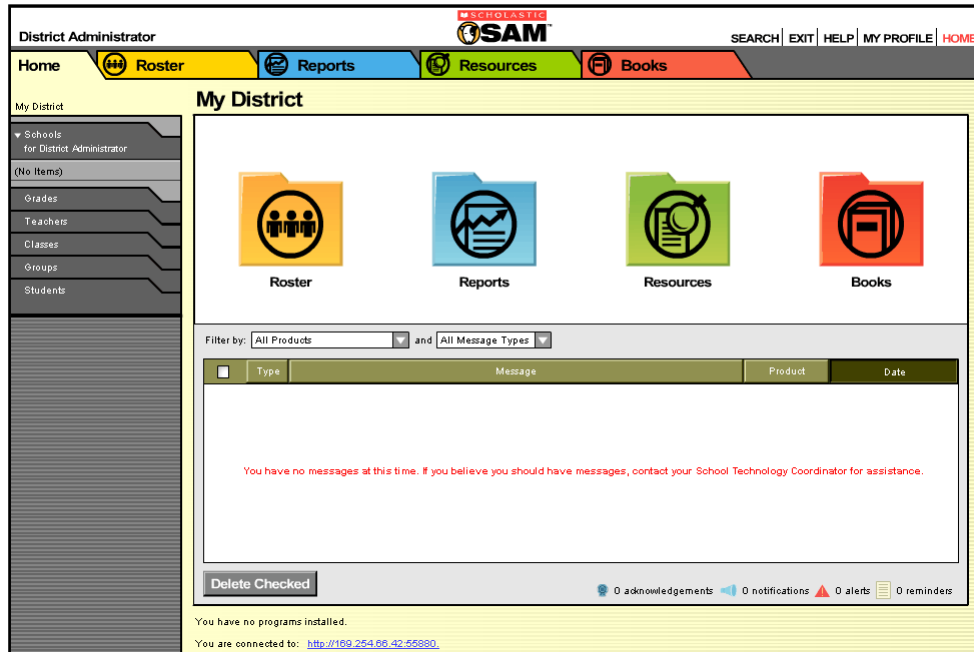 SCHOLASTIC
SAM™
District Administrator
SEARCH EXIT HELP MY PROFILE HOME
Home Roster Reports Resources Books
My District
My District
Schools
for District Administrator
(No Items)
Grades
Teachers
Classes
Groups
Students
Roster Reports Resources Books
Filter by: All Products and All Message Types
Type Message Product Date
You have no messages at this time. If you believe you should have messages, contact your School Technology Coordinator for assistance.
Delete Checked
0 acknowledgements 0 notifications 0 alerts 0 reminders
You have no programs installed.
You are connected to: http://169.254.66.42:55880.